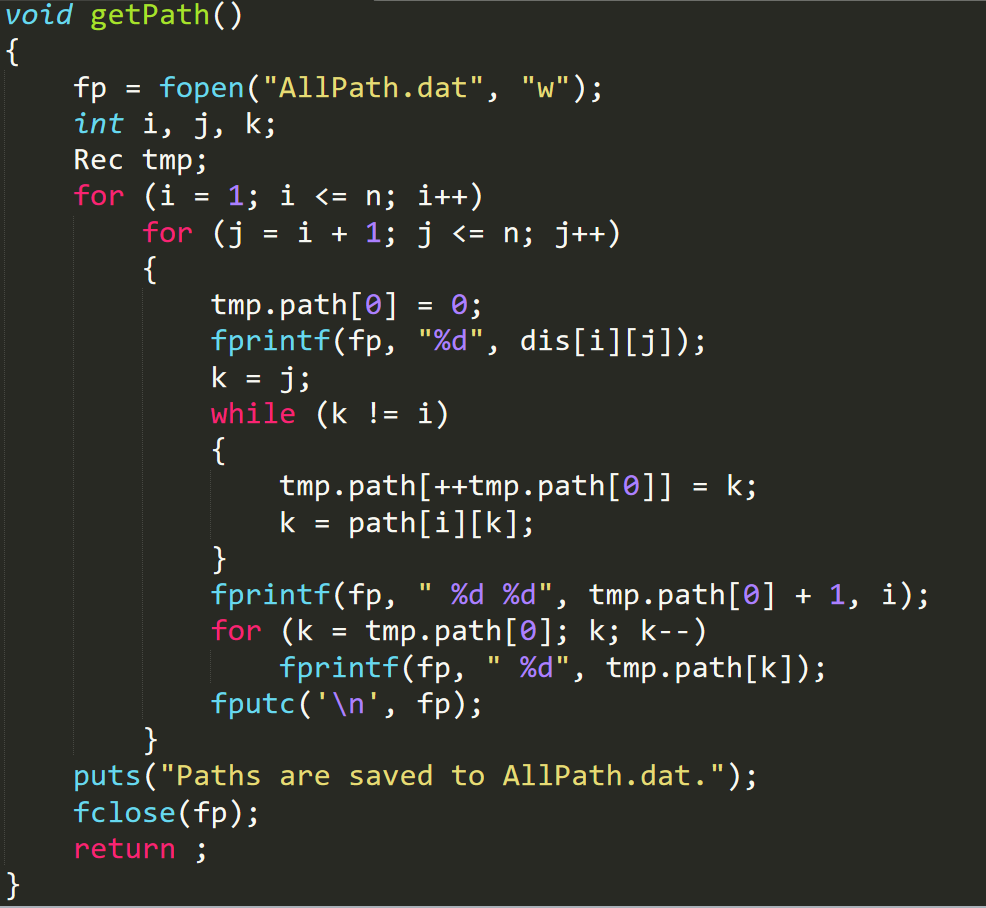 void getPath()
{
    fp = fopen("AllPath.dat", "w");
    int i, j, k;
    Rec tmp;
    for (i = 1; i <= n; i++)
        for (j = i + 1; j <= n; j++)
        {
            tmp.path[0] = 0;
            fprintf(fp, "%d", dis[i][j]);
            k = j;
            while (k != i)
            {
                tmp.path[++tmp.path[0]] = k;
                k = path[i][k];
            }
            fprintf(fp, " %d %d", tmp.path[0] + 1, i);
            for (k = tmp.path[0]; k; k--)
                fprintf(fp, " %d", tmp.path[k]);
            fputc('\n', fp);
        }
    puts("Paths are saved to AllPath.dat.");
    fclose(fp);
    return ;
}